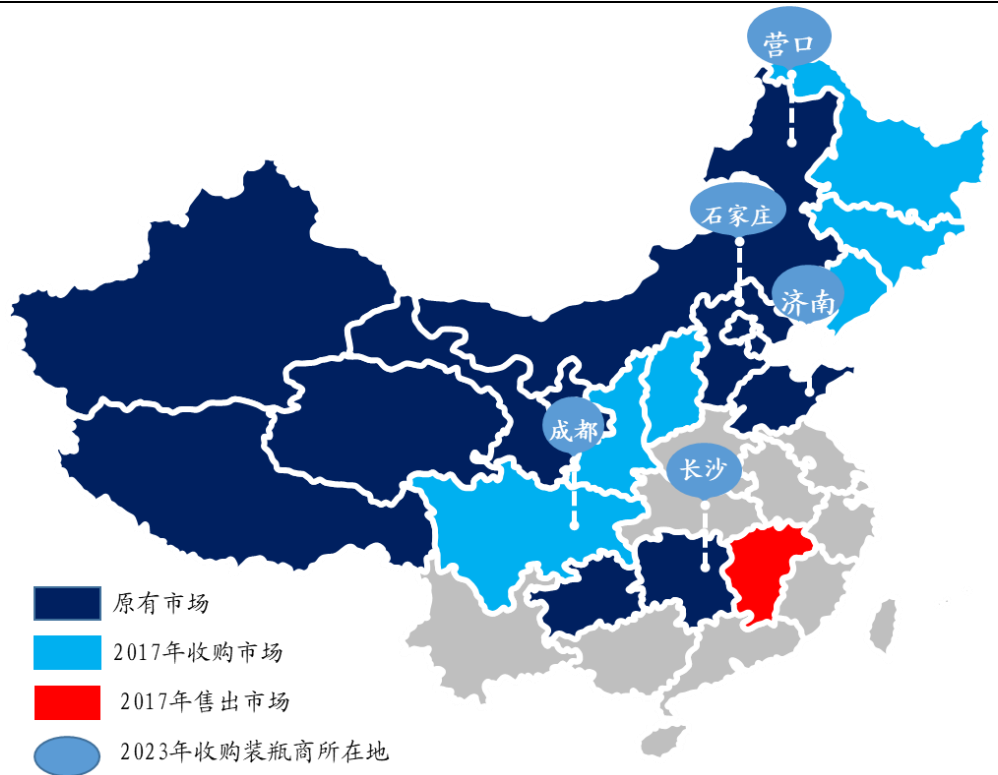 营口
石家庄
济南
成都
长沙
原有市场
2017年收购市场
2017年售出市场
2023年收购装瓶商所在地